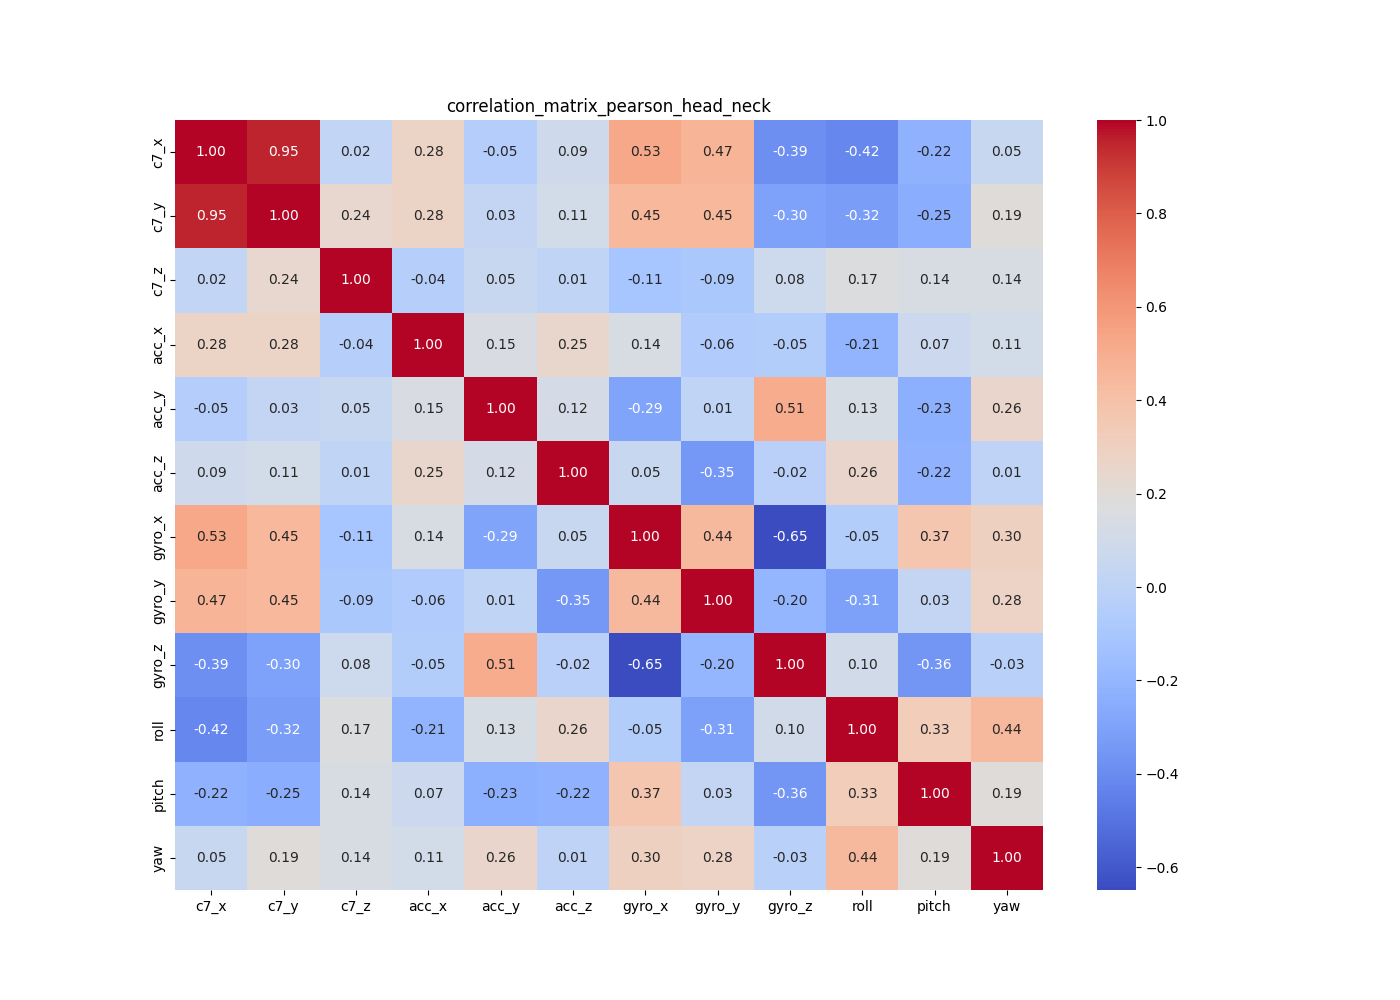 correlation_matrix_pearson_head_neck
c7_x 1.00 0.95 0.02 0.28 -0.05 0.09 0.53 0.47 -0.39 -0.42 -0.22 0.05
c7_y 0.95 1.00 0.24 0.28 0.03 0.11 0.45 0.45 -0.30 -0.32 -0.25 0.19
c7_z 0.02 0.24 1.00 -0.04 0.05 0.01 -0.11 -0.09 0.08 0.17 0.14 0.14
acc_x 0.28 0.28 -0.04 1.00 0.15 0.25 0.14 -0.06 -0.05 -0.21 0.07 0.11
acc_y -0.05 0.03 0.05 0.15 1.00 0.12 -0.29 0.01 0.51 0.13 -0.23 0.26
acc_z 0.09 0.11 0.01 0.25 0.12 1.00 0.05 -0.35 -0.02 0.26 -0.22 0.01
gyro_x 0.53 0.45 -0.11 0.14 -0.29 0.05 1.00 0.44 -0.65 -0.05 0.37 0.30
gyro_y 0.47 0.45 -0.09 -0.06 0.01 -0.35 0.44 1.00 -0.20 -0.31 0.03 0.28
gyro_z -0.39 -0.30 0.08 -0.05 0.51 -0.02 -0.65 -0.20 1.00 0.10 -0.36 -0.03
roll -0.42 -0.32 0.17 -0.21 0.13 0.26 -0.05 -0.31 0.10 1.00 0.33 0.44
pitch -0.22 -0.25 0.14 0.07 -0.23 -0.22 0.37 0.03 -0.36 0.33 1.00 0.19
yaw 0.05 0.19 0.14 0.11 0.26 0.01 0.30 0.28 -0.03 0.44 0.19 1.00
c7_x c7_y c7_z acc_x acc_y acc_z gyro_x gyro_y gyro_z roll pitch yaw
1.0
0.8
0.6
0.4
0.2
0.0
−0.2
−0.4
−0.6